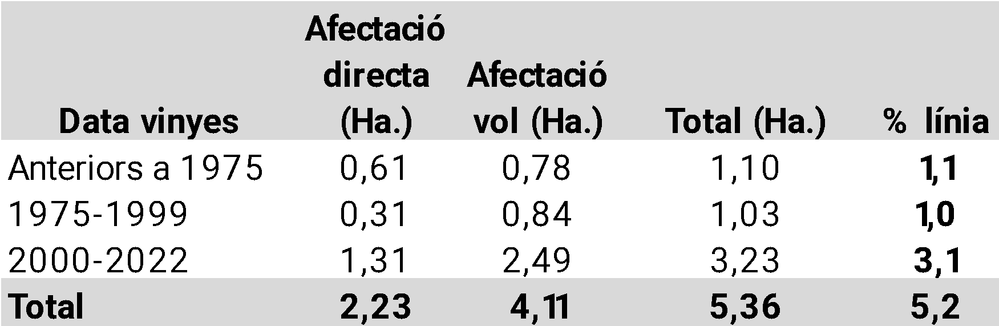 Afectació
directa Afectació
Data vinyes (Ha.) vol (Ha.) Total (Ha.) % línia
Anteriors a 1975 0,61 0,78 1,10 1,1
1975-1999 0,31 0,84 1,03 1,0
2000-2022 1,31 2,49 3,23 3,1
Total 2,23 4,11 5,36 5,2